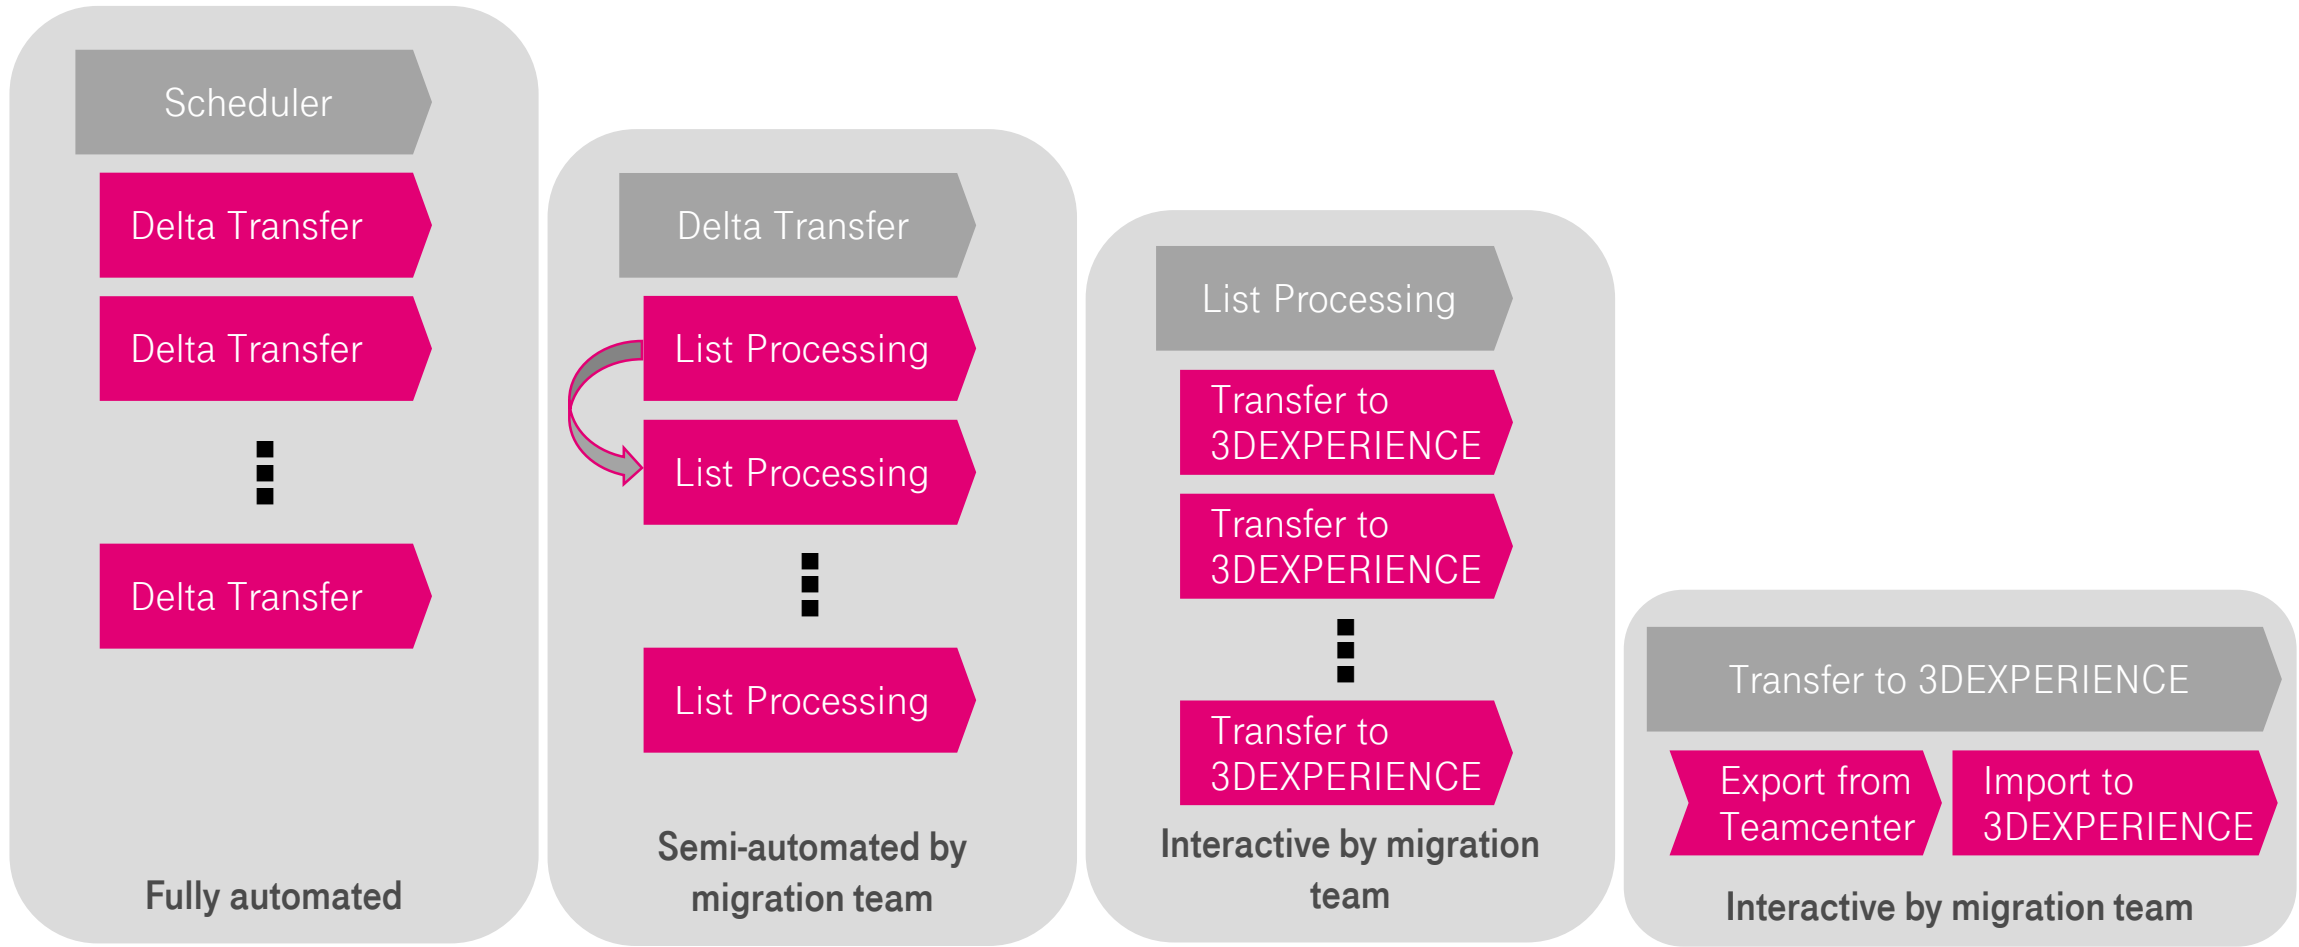 Scheduler
Delta Transfer
Delta Transfer
Delta Transfer
Fully automated
Delta Transfer
List Processing
List Processing
List Processing
Semi-automated by
migration team
List Processing
Transfer to
3DEXPERIENCE
Transfer to
3DEXPERIENCE
Transfer to
3DEXPERIENCE
Interactive by migration
team
Transfer to 3DEXPERIENCE
Export from
Teamcenter
Import to
3DEXPERIENCE
Interactive by migration team